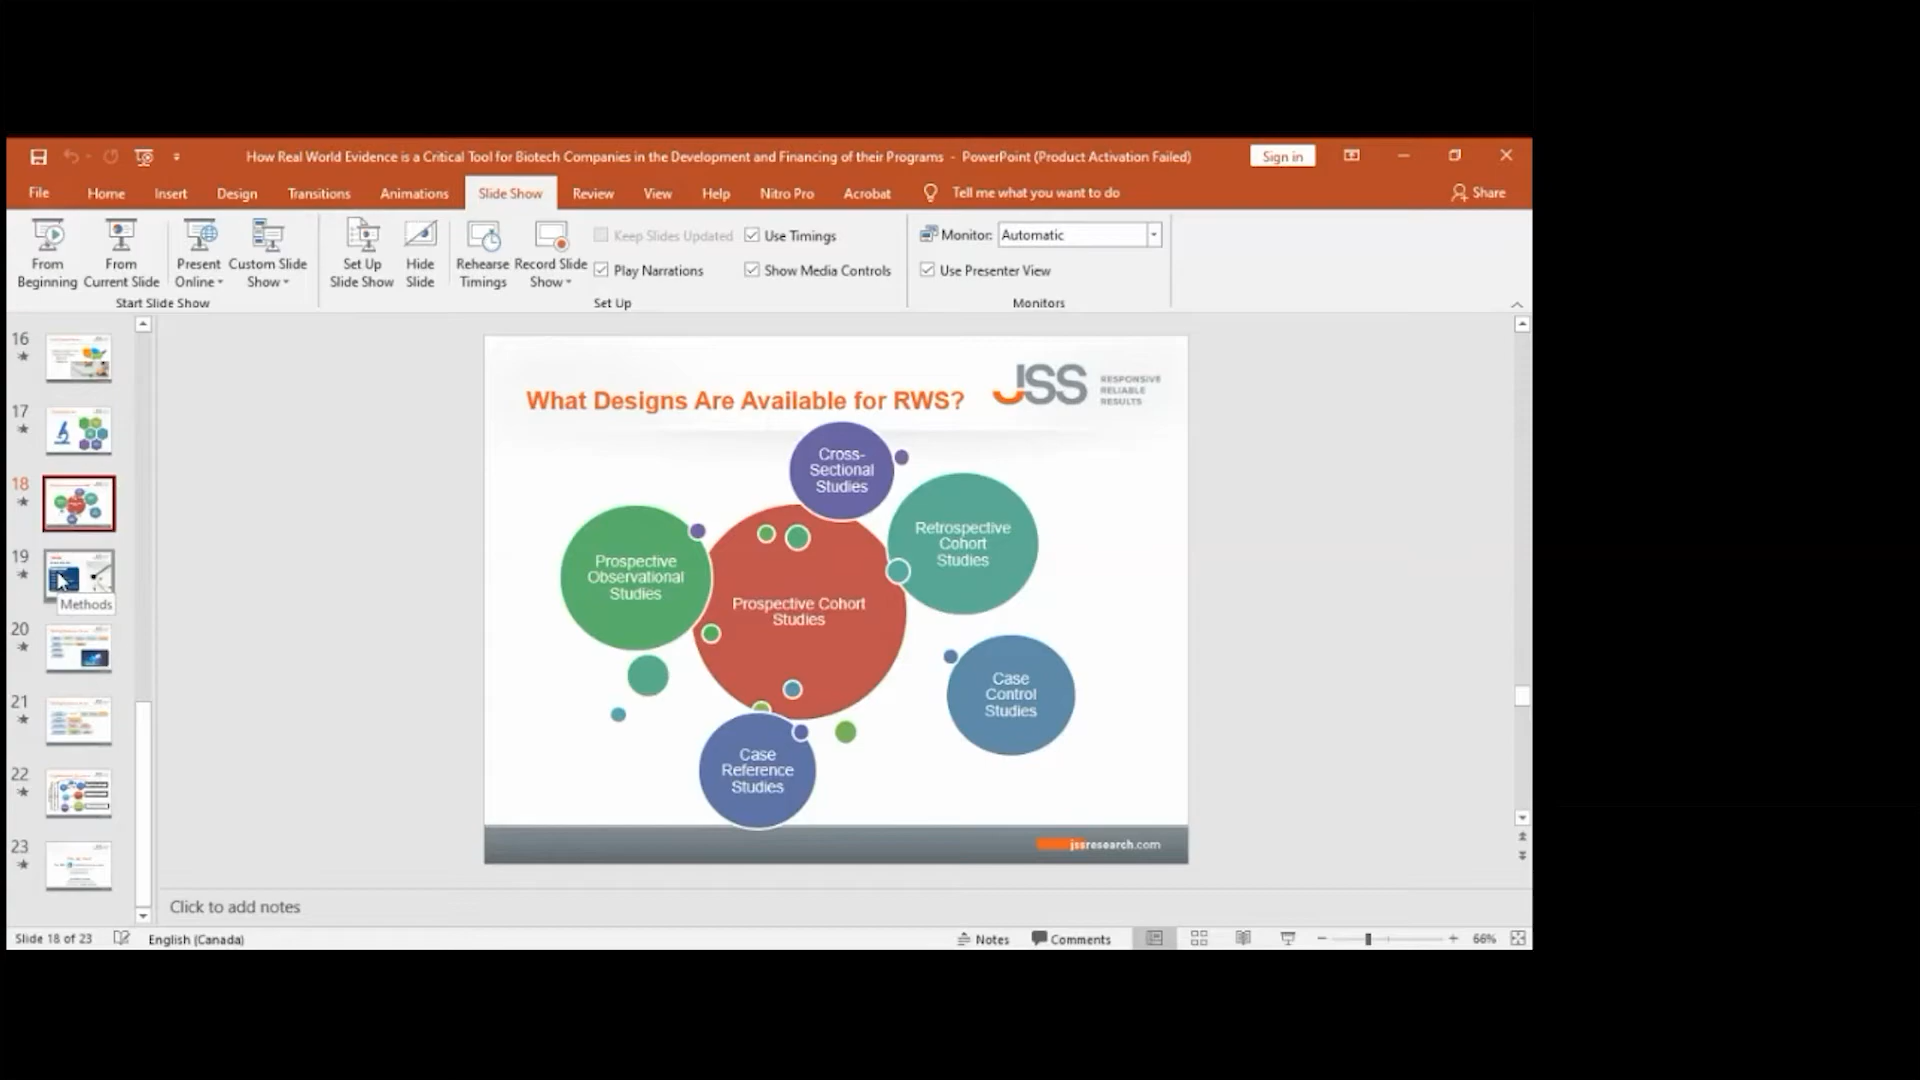 How Real World Evidence is a Critical Tool for Biotech Companies in the Development and Financing of their Programs - PowerPoint (Product Activation Failed)
Sign in
File
Home
Insert
Design
Transitions
Animations
Slide Show
Review
View
Help
Nitro Pro
Acrobat
Tell me what you want to do
Share
From
Beginning
From
Current Slide
Present
Online
Custom Slide
Show
Start Slide Show
Set Up
Slide Show
Hide
Slide
Rehearse
Timings
Record Slide
Show
Keep Slides Updated
Play Narrations
Use Timings
Show Media Controls
Set Up
Monitor:
Automatic
Use Presenter View
Monitors
16
17
18
19
Methods
20
21
22
23
What Designs Are Available for RWS?
JSS
RESPONSIVE
RELIABLE
RESULTS
Cross-
Sectional
Studies
Retrospective
Cohort
Studies
Prospective
Observational
Studies
Prospective Cohort
Studies
Case
Control
Studies
Case
Reference
Studies
jssresearch.com
Click to add notes
Slide 18 of 23
English (Canada)
Notes
Comments
66%